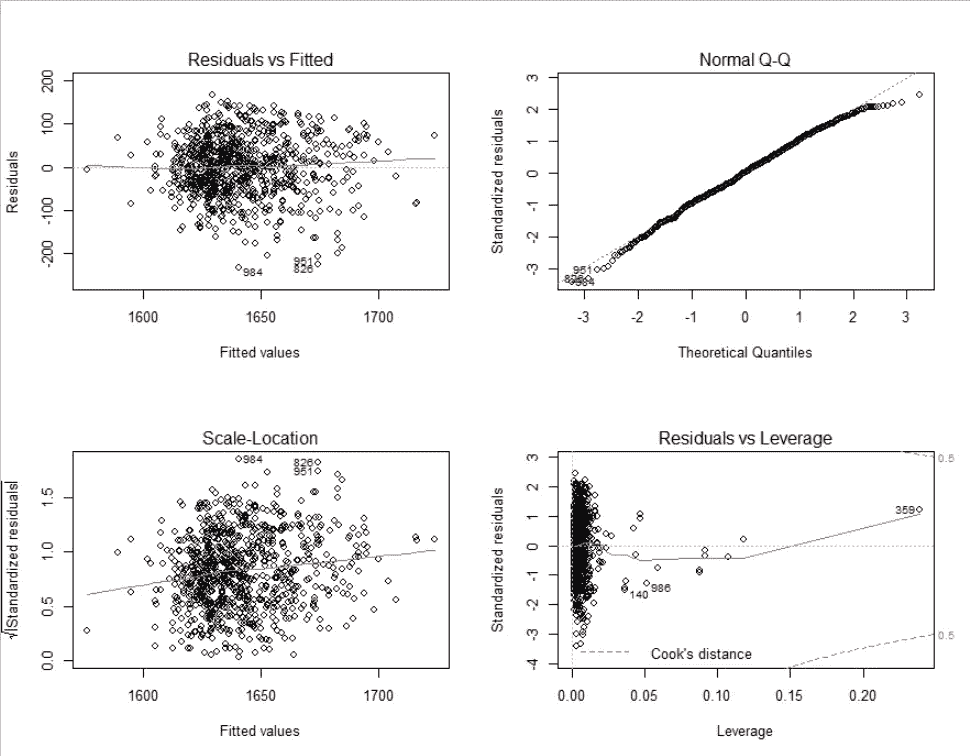 Residuals vs Fitted
Residuals
200
100
0
-100
-200
984
951
826
1600 1650 1700
Fitted values
Normal Q-Q
Standardized residuals
3
2
1
0
-1
-2
-3
951
826
984
-3 -2 -1 0 1 2 3
Theoretical Quantiles
Scale-Location
√|Standardized residuals|
1.5
1.0
0.5
0.0
984
826
951
1600 1650 1700
Fitted values
Residuals vs Leverage
Standardized residuals
3
2
1
0
-1
-2
-3
-4
0.5
359
140
986
0.5
Cook's distance
0.00 0.05 0.10 0.15 0.20
Leverage